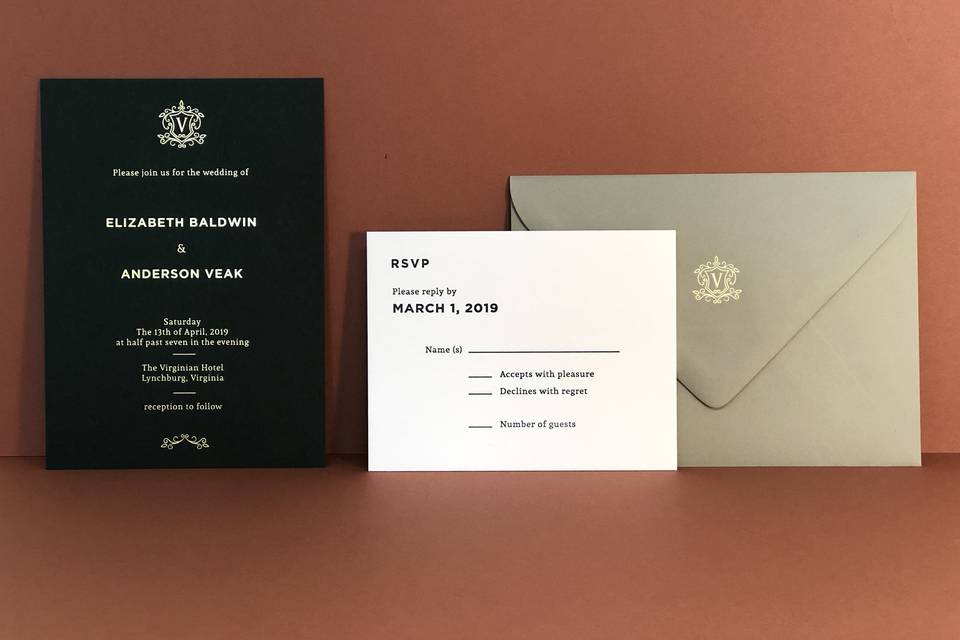 V
Please join us for the wedding of
ELIZABETH BALDWIN
&
ANDERSON VEAK
Saturday
The 13th of April, 2019
at half past seven in the evening
The Virginian Hotel
Lynchburg, Virginia
reception to follow
RSVP
Please reply by
MARCH 1, 2019
Name (s)
Accepts with pleasure
Declines with regret
Number of guests
V